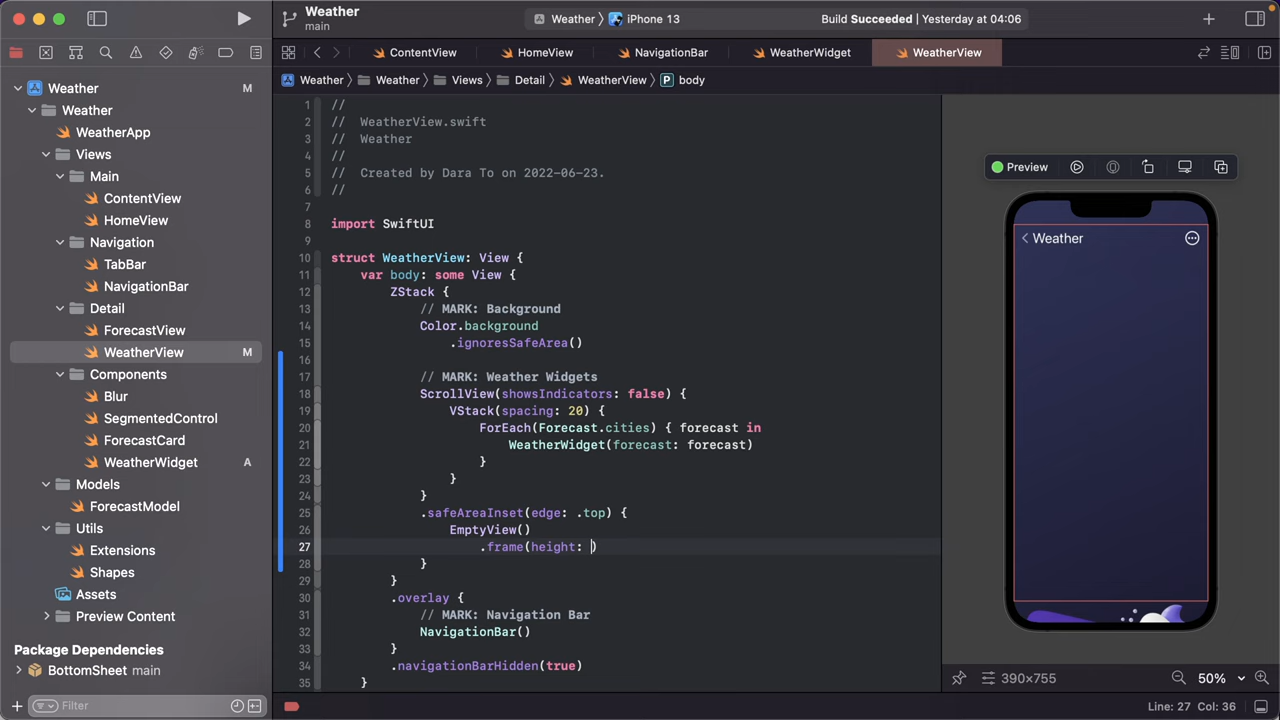 Weather
main
Weather 〉 iPhone 13
Build Succeeded | Yesterday at 04:06
ContentView
HomeView
NavigationBar
WeatherWidget
WeatherView
Weather 〉 Weather 〉 Views 〉 Detail 〉 WeatherView 〉 P body
Weather M
Weather
WeatherApp
Views
Main
ContentView
HomeView
Navigation
TabBar
NavigationBar
Detail
ForecastView
WeatherView M
Components
Blur
SegmentedControl
ForecastCard
WeatherWidget A
Models
ForecastModel
Utils
Extensions
Shapes
Assets
Preview Content
Package Dependencies
BottomSheet main
Filter
1 //
2 //  WeatherView.swift
3 //  Weather
4 //
5 //  Created by Dara To on 2022-06-23.
6 //
7
8 import SwiftUI
9
10 struct WeatherView: View {
11     var body: some View {
12         ZStack {
13             // MARK: Background
14             Color.background
15                 .ignoresSafeArea()
16
17             // MARK: Weather Widgets
18             ScrollView(showsIndicators: false) {
19                 VStack(spacing: 20) {
20                     ForEach(Forecast.cities) { forecast in
21                         WeatherWidget(forecast: forecast)
22                     }
23                 }
24             }
25             .safeAreaInset(edge: .top) {
26                 EmptyView()
27                     .frame(height: )
28             }
29         }
30         .overlay {
31             // MARK: Navigation Bar
32             NavigationBar()
33         }
34         .navigationBarHidden(true)
35     }
Preview
Weather
390×755
50%
Line: 27 Col: 36